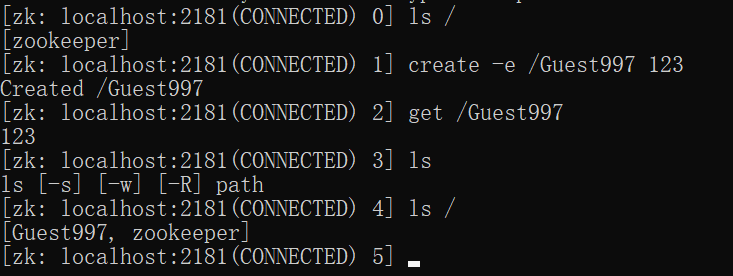 [zk: localhost:2181(CONNECTED) 0] ls /
[zookeeper]
[zk: localhost:2181(CONNECTED) 1] create -e /Guest997 123
Created /Guest997
[zk: localhost:2181(CONNECTED) 2] get /Guest997
123
[zk: localhost:2181(CONNECTED) 3] ls
ls [-s] [-w] [-R] path
[zk: localhost:2181(CONNECTED) 4] ls /
[Guest997, zookeeper]
[zk: localhost:2181(CONNECTED) 5]